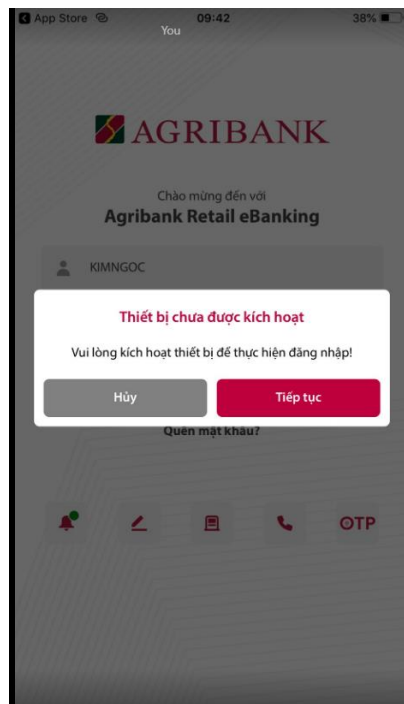 App Store 09:42 38%
You
AGRIBANK
Chào mừng đến với
Agribank Retail eBanking
KIMNGOC
Thiết bị chưa được kích hoạt
Vui lòng kích hoạt thiết bị để thực hiện đăng nhập!
Hủy Tiếp tục
Quên mật khẩu?
OTP